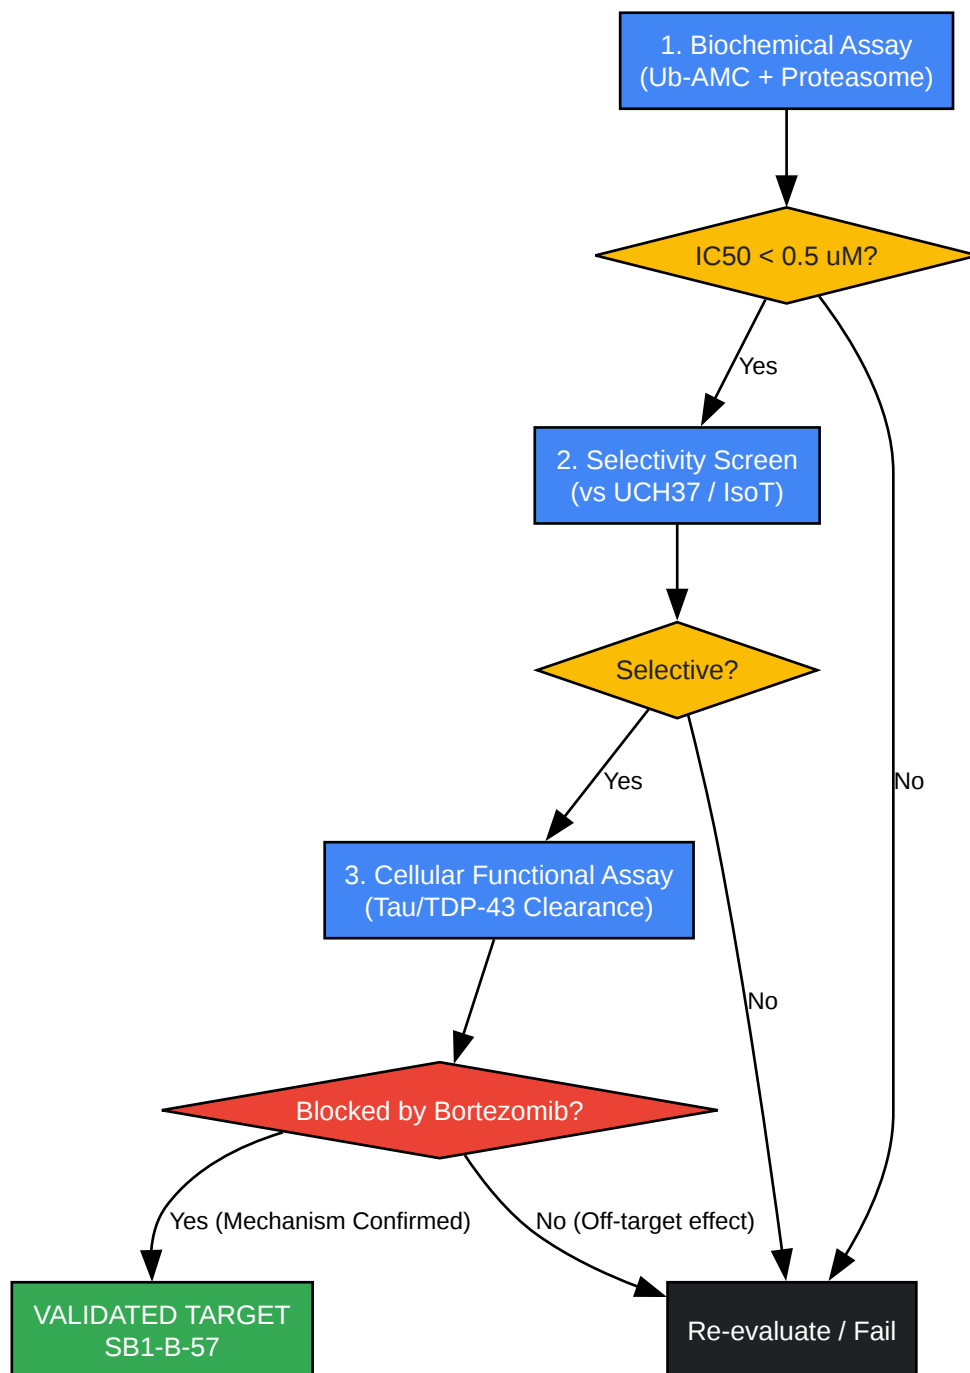 1. Biochemical Assay
(Ub-AMC + Proteasome)
IC50 < 0.5 uM?
Yes
2. Selectivity Screen
(vs UCH37 / IsoT)
Selective?
Yes
No
3. Cellular Functional Assay
(Tau/TDP-43 Clearance)
No
Blocked by Bortezomib?
Yes (Mechanism Confirmed)
No (Off-target effect)
VALIDATED TARGET
SB1-B-57
Re-evaluate / Fail